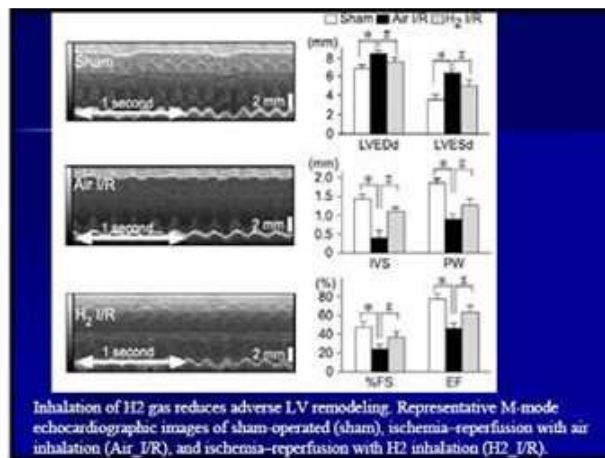 Sham Air I/R H2 I/R
(mm)
8
6
4
2
0
LVEDd LVESd
Sham
1 second
2 mm
(mm)
2.0
1.5
1.0
0.5
0
IVS PW
Air I/R
1 second
2 mm
(%)
80
60
40
20
0
%FS EF
H2 I/R
1 second
2 mm
Inhalation of H2 gas reduces adverse LV remodeling. Representative M-mode
echocardiographic images of sham-operated (sham), ischemia–reperfusion with air
inhalation (Air_I/R), and ischemia–reperfusion with H2 inhalation (H2_I/R).